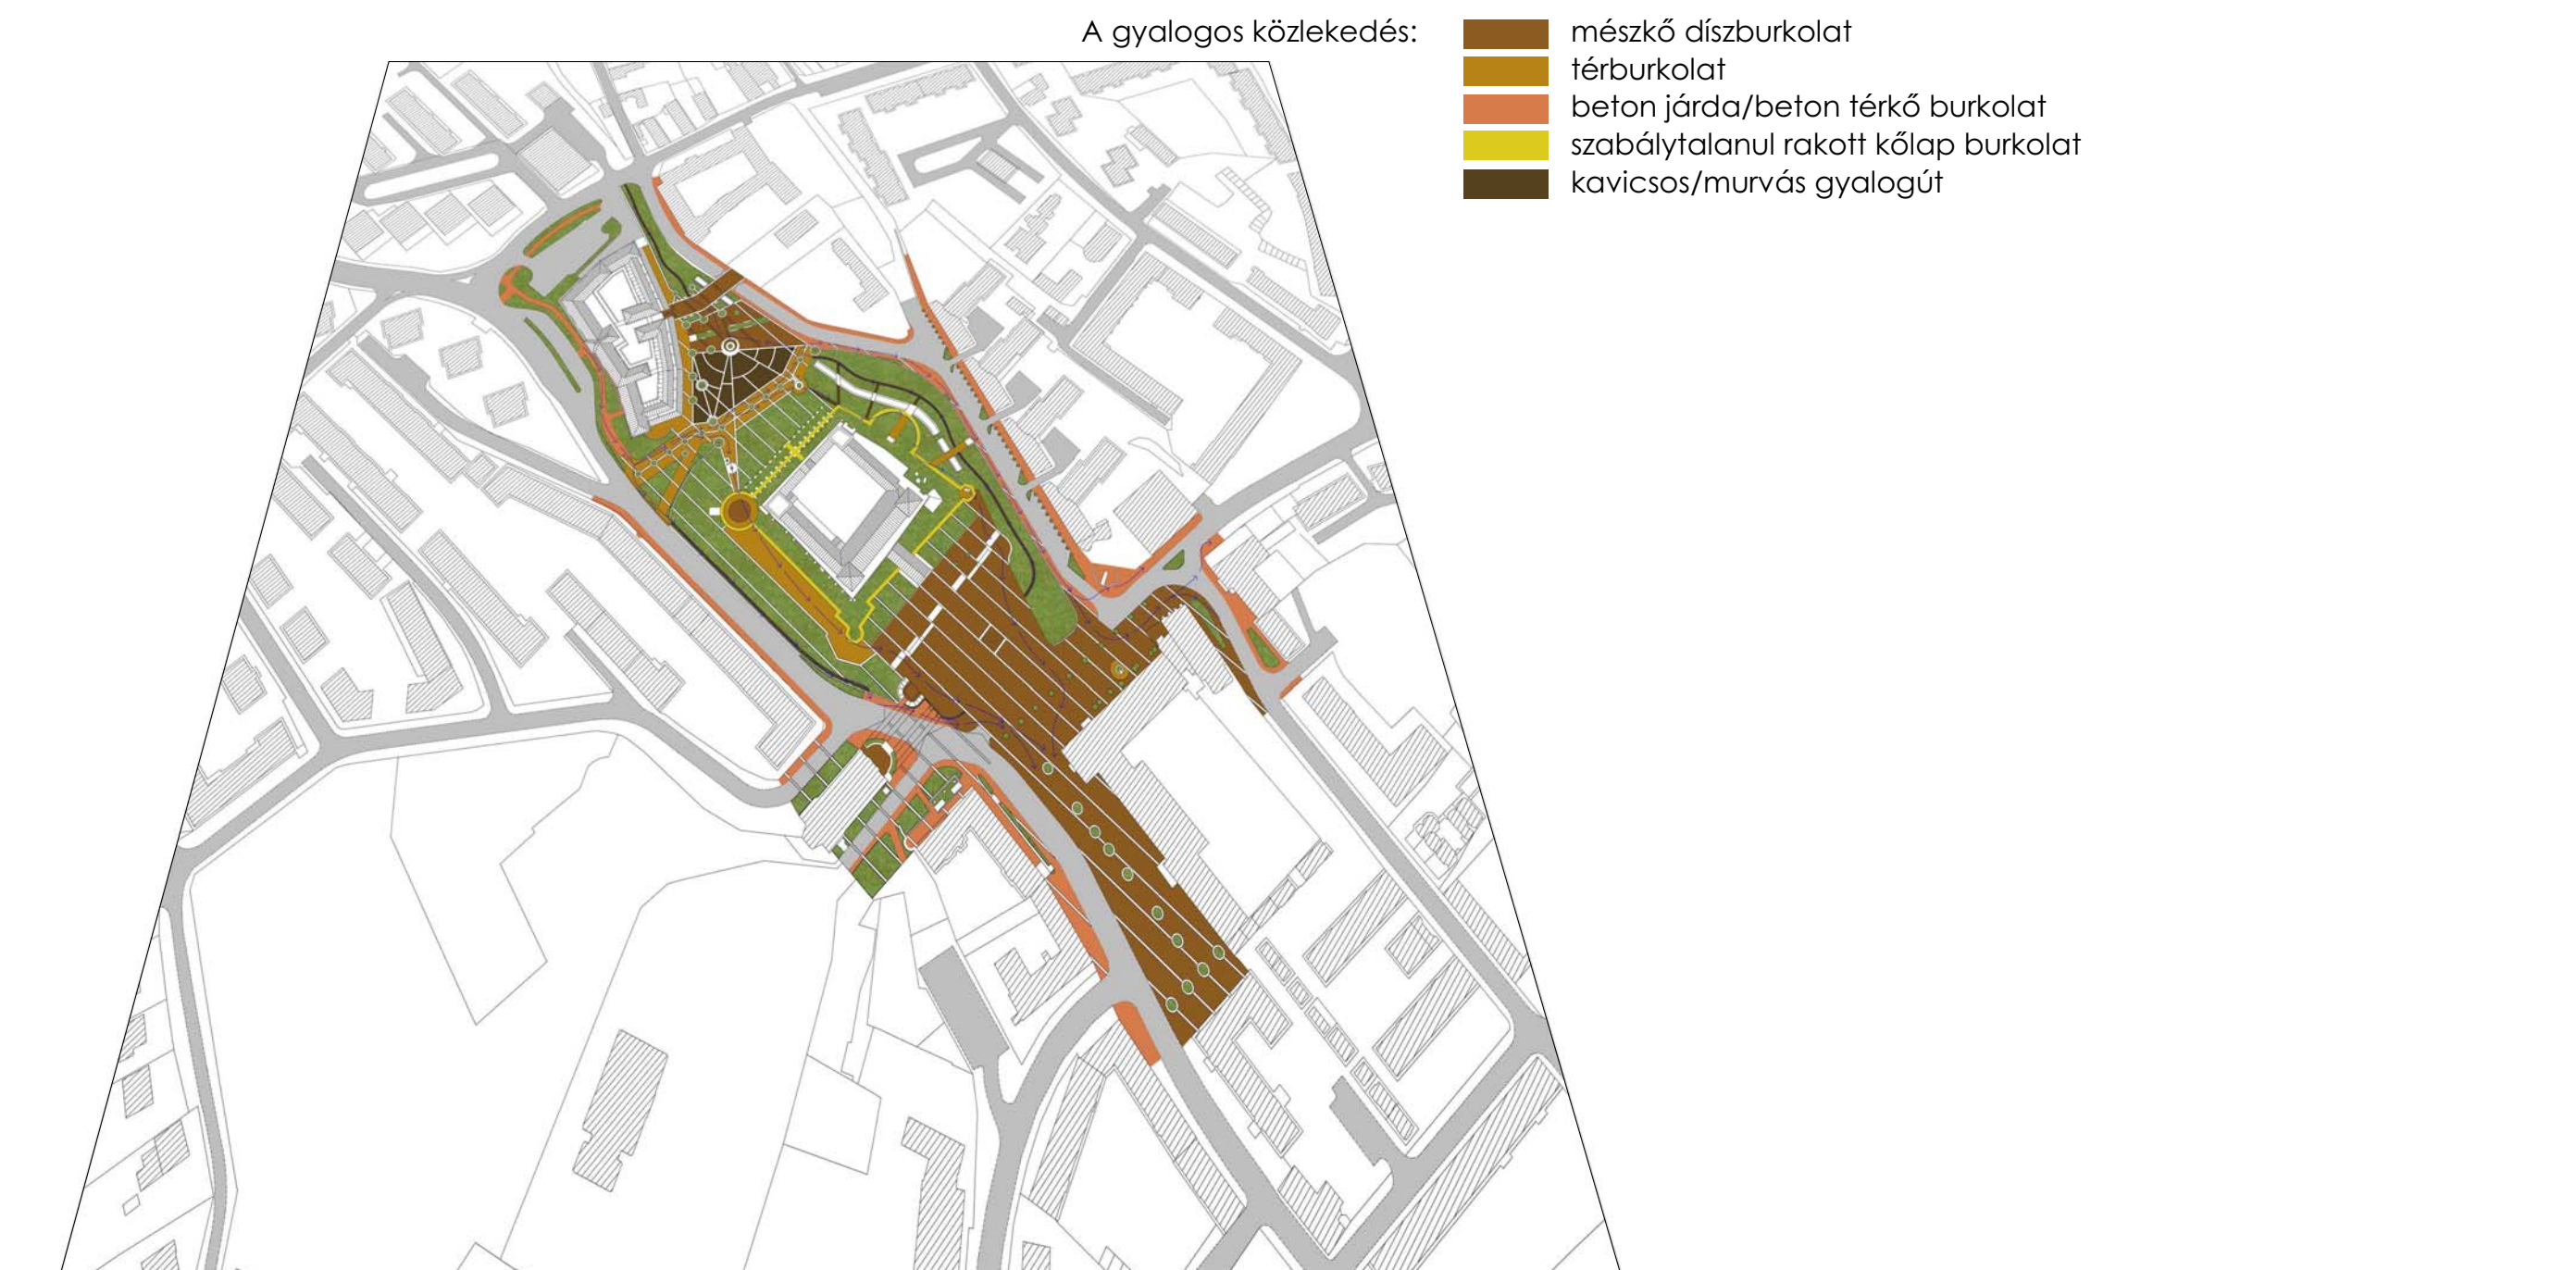 A gyalogos közlekedés:
mészkő díszburkolat
térburkolat
beton járda/beton térkő burkolat
szabálytalanul rakott kőlap burkolat
kavicsos/murvás gyalogút